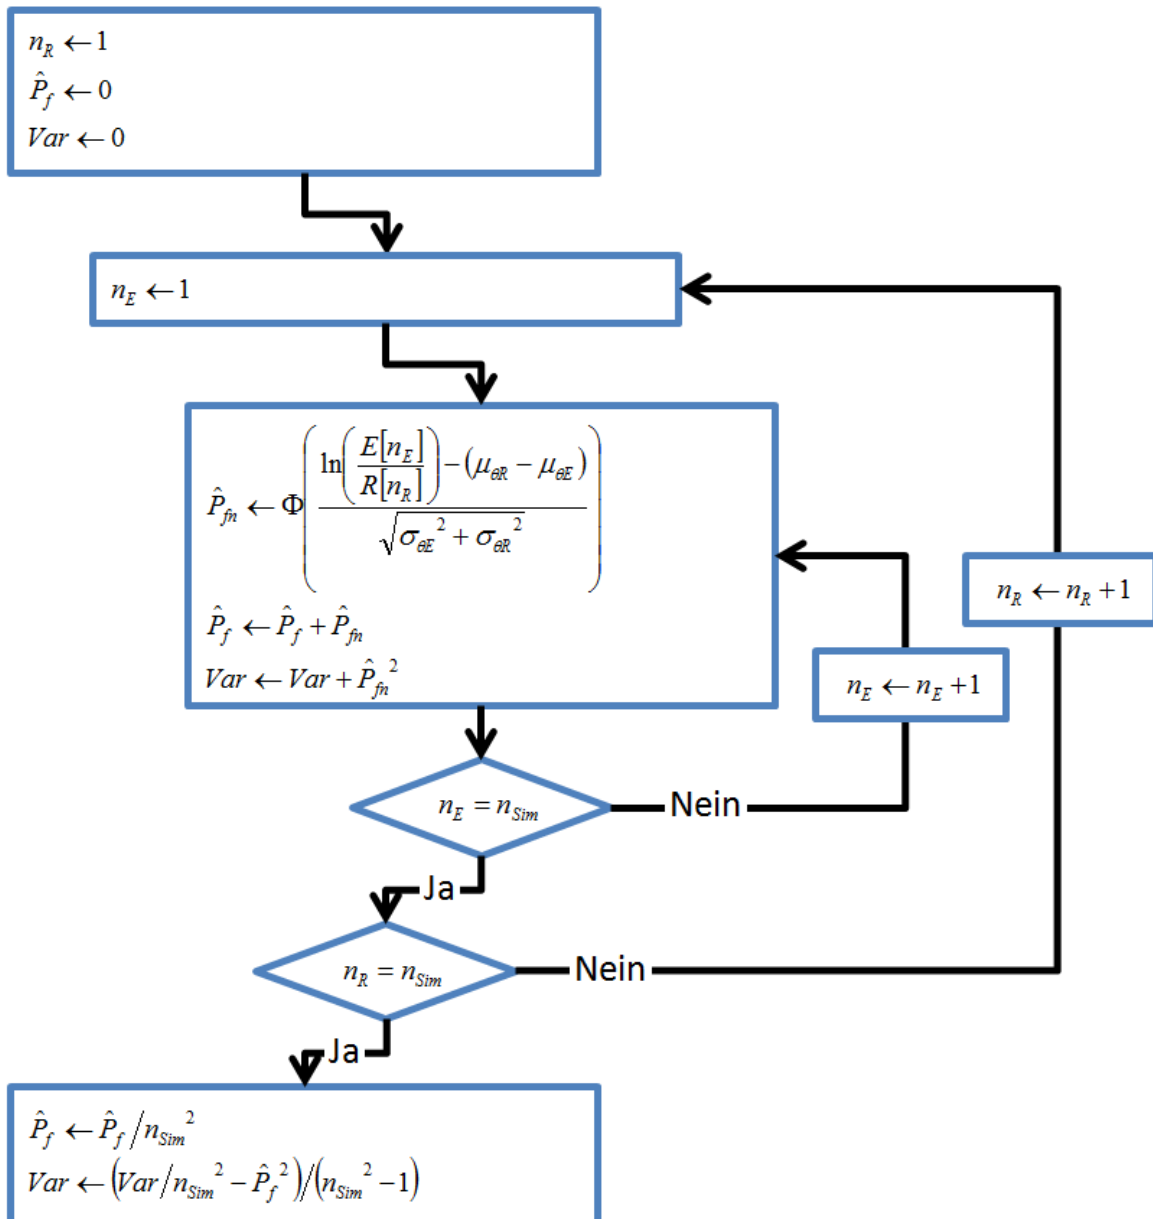 n_R ← 1
P̂_f ← 0
Var ← 0
n_E ← 1
P̂_fn ← Φ( ( ln( E[n_E] / R[n_R] ) − (μ_θR − μ_θE) ) / √( σ_θE² + σ_θR² ) )
P̂_f ← P̂_f + P̂_fn
Var ← Var + P̂_fn²
n_R ← n_R + 1
n_E ← n_E + 1
n_E = n_Sim
Nein
Ja
n_R = n_Sim
Nein
Ja
P̂_f ← P̂_f / n_Sim²
Var ← (Var / n_Sim² − P̂_f²) / (n_Sim² − 1)